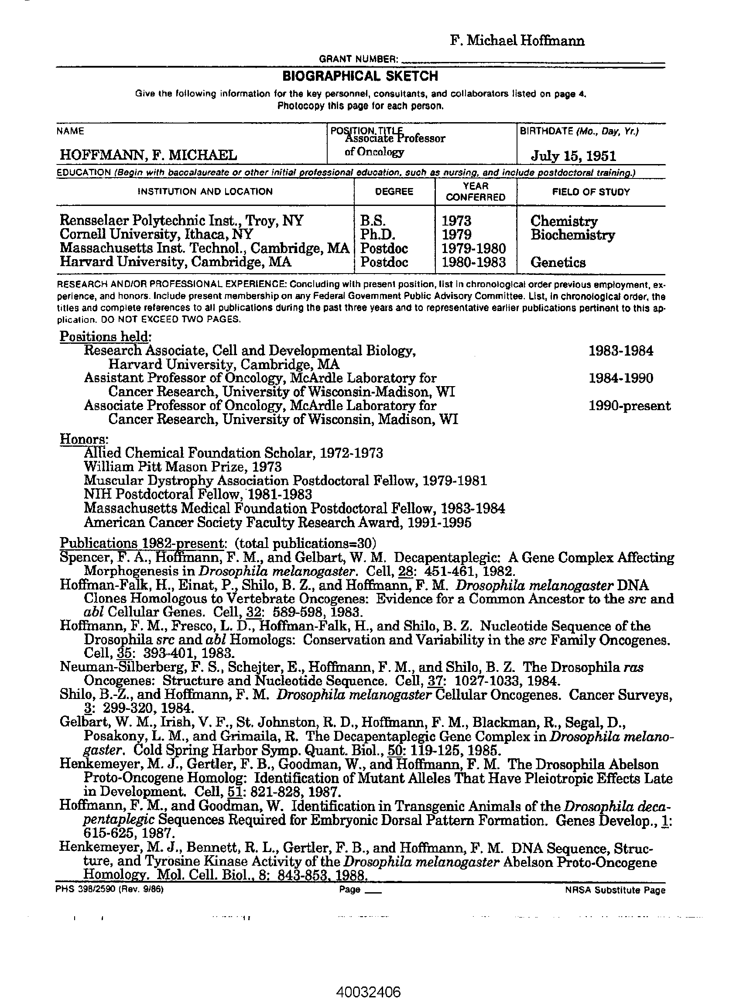 F. Michael Hoffmann
GRANT NUMBER:
BIOGRAPHICAL SKETCH
Give the following information for the key personnel, consultants, and collaborators listed on page 4.
Photocopy this page for each person.
NAME
POSITION TITLE
BIRTHDATE (Mo., Day, Yr.)
HOFFMANN, F. MICHAEL
Associate Professor
of Oncology
July 15, 1951
EDUCATION (Begin with baccalaureate or other initial professional education, such as nursing, and include postdoctoral training.)
INSTITUTION AND LOCATION DEGREE YEAR CONFERRED FIELD OF STUDY
Rensselaer Polytechnic Inst., Troy, NY B.S. 1973 Chemistry
Cornell University, Ithaca, NY Ph.D. 1979 Biochemistry
Massachusetts Inst. Technol., Cambridge, MA Postdoc 1979-1980
Harvard University, Cambridge, MA Postdoc 1980-1983 Genetics
RESEARCH AND/OR PROFESSIONAL EXPERIENCE: Concluding with present position, list in chronological order previous employment, ex-
perience, and honors. Include present membership on any Federal Government Public Advisory Committee. List, in chronological order, the
titles and complete references to all publications during the past three years and to representative earlier publications pertinent to this ap-
plication. DO NOT EXCEED TWO PAGES.
Positions held:
Research Associate, Cell and Developmental Biology, 1983-1984
Harvard University, Cambridge, MA
Assistant Professor of Oncology, McArdle Laboratory for 1984-1990
Cancer Research, University of Wisconsin-Madison, WI
Associate Professor of Oncology, McArdle Laboratory for 1990-present
Cancer Research, University of Wisconsin, Madison, WI
Honors:
Allied Chemical Foundation Scholar, 1972-1973
William Pitt Mason Prize, 1973
Muscular Dystrophy Association Postdoctoral Fellow, 1979-1981
NIH Postdoctoral Fellow, 1981-1983
Massachusetts Medical Foundation Postdoctoral Fellow, 1983-1984
American Cancer Society Faculty Research Award, 1991-1995
Publications 1982-present: (total publications=30)
Spencer, F. A., Hoffmann, F. M., and Gelbart, W. M. Decapentaplegic: A Gene Complex Affecting
Morphogenesis in Drosophila melanogaster. Cell, 28: 451-461, 1982.
Hoffman-Falk, H., Einat, P., Shilo, B. Z., and Hoffmann, F. M. Drosophila melanogaster DNA
Clones Homologous to Vertebrate Oncogenes: Evidence for a Common Ancestor to the src and
abl Cellular Genes. Cell, 32: 589-598, 1983.
Hoffmann, F. M., Fresco, L. D., Hoffman-Falk, H., and Shilo, B. Z. Nucleotide Sequence of the
Drosophila src and abl Homologs: Conservation and Variability in the src Family Oncogenes.
Cell, 35: 393-401, 1983.
Neuman-Silberberg, F. S., Schejter, E., Hoffmann, F. M., and Shilo, B. Z. The Drosophila ras
Oncogenes: Structure and Nucleotide Sequence. Cell, 37: 1027-1033, 1984.
Shilo, B.-Z., and Hoffmann, F. M. Drosophila melanogaster Cellular Oncogenes. Cancer Surveys,
3: 299-320, 1984.
Gelbart, W. M., Irish, V. F., St. Johnston, R. D., Hoffmann, F. M., Blackman, R., Segal, D.,
Posakony, L. M., and Grimaila, R. The Decapentaplegic Gene Complex in Drosophila melano-
gaster. Cold Spring Harbor Symp. Quant. Biol., 50: 119-125, 1985.
Henkemeyer, M. J., Gertler, F. B., Goodman, W., and Hoffmann, F. M. The Drosophila Abelson
Proto-Oncogene Homolog: Identification of Mutant Alleles That Have Pleiotropic Effects Late
in Development. Cell, 51: 821-828, 1987.
Hoffmann, F. M., and Goodman, W. Identification in Transgenic Animals of the Drosophila deca-
pentaplegic Sequences Required for Embryonic Dorsal Pattern Formation. Genes Develop., 1:
615-625, 1987.
Henkemeyer, M. J., Bennett, R. L., Gertler, F. B., and Hoffmann, F. M. DNA Sequence, Struc-
ture, and Tyrosine Kinase Activity of the Drosophila melanogaster Abelson Proto-Oncogene
Homology. Mol. Cell. Biol., 8: 843-853, 1988.
PHS 398/2590 (Rev. 9/86) Page NRSA Substitute Page
40032406